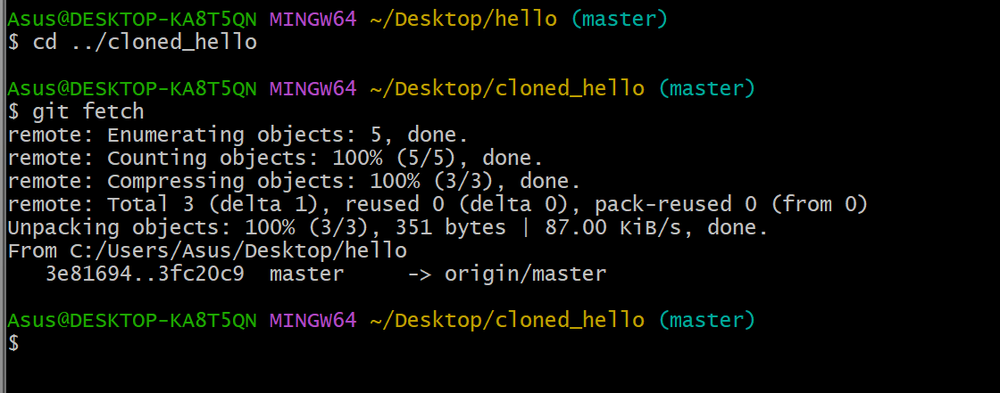 Asus@DESKTOP-KA8T5QN MINGW64 ~/Desktop/hello (master)
$ cd ../cloned_hello
Asus@DESKTOP-KA8T5QN MINGW64 ~/Desktop/cloned_hello (master)
$ git fetch
remote: Enumerating objects: 5, done.
remote: Counting objects: 100% (5/5), done.
remote: Compressing objects: 100% (3/3), done.
remote: Total 3 (delta 1), reused 0 (delta 0), pack-reused 0 (from 0)
Unpacking objects: 100% (3/3), 351 bytes | 87.00 KiB/s, done.
From C:/Users/Asus/Desktop/hello
   3e81694..3fc20c9  master     -> origin/master
Asus@DESKTOP-KA8T5QN MINGW64 ~/Desktop/cloned_hello (master)
$